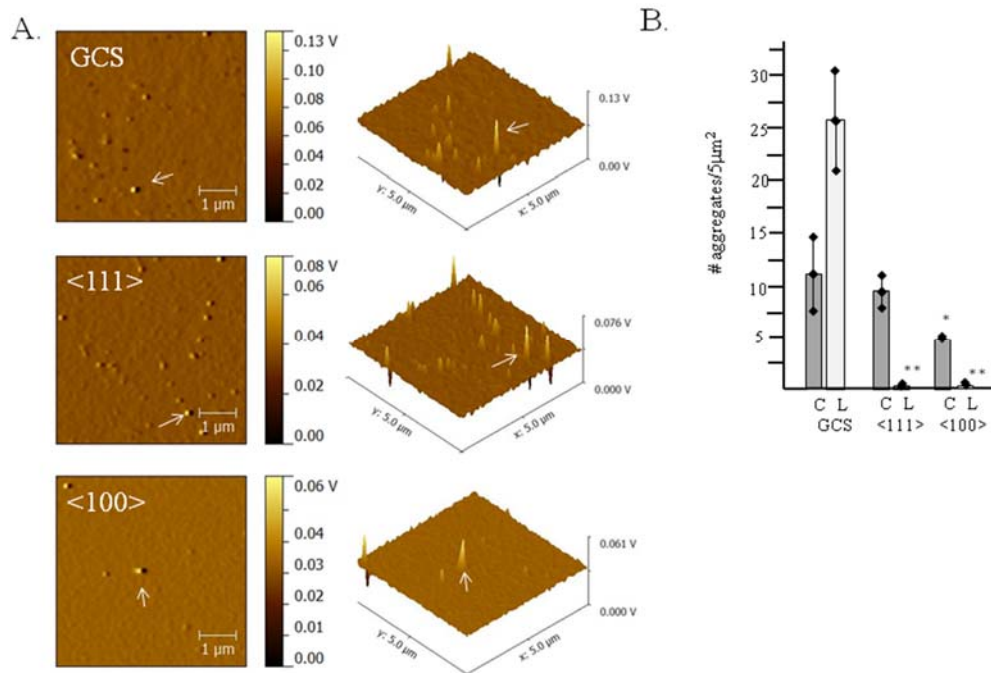 A.
GCS
1 µm
0.13 V
0.10
0.08
0.06
0.04
0.02
0.00
0.13 V
0.00 V
y: 5.0 µm
x: 5.0 µm
<111>
1 µm
0.08 V
0.06
0.04
0.02
0.00
0.076 V
0.000 V
y: 5.0 µm
x: 5.0 µm
<100>
1 µm
0.06 V
0.05
0.04
0.03
0.02
0.01
0.00
0.061 V
0.000 V
y: 5.0 µm
x: 5.0 µm
B.
# aggregates/5µm²
30
25
20
15
10
5
*
**
**
C L C L C L
GCS <111> <100>